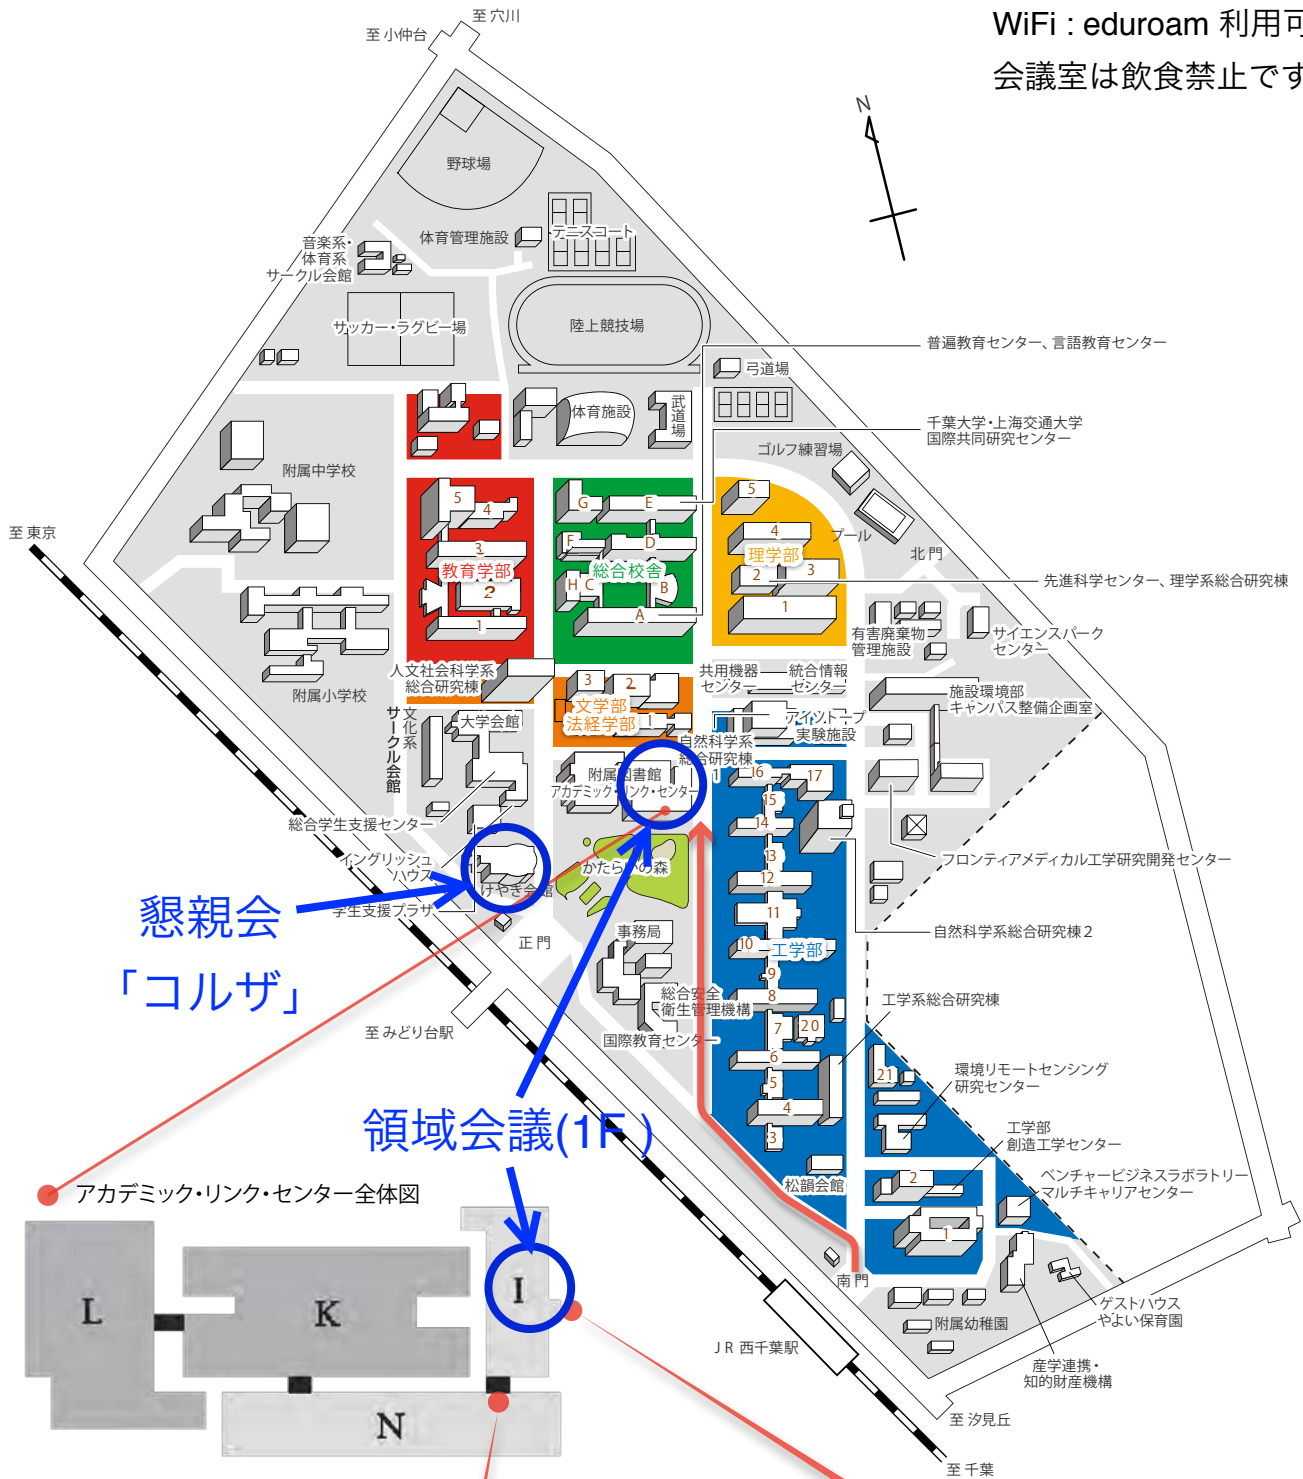 WiFi : eduroam 利用可
会議室は飲食禁止です
至 穴川
至 小仲台
N
野球場
体育管理施設
テニスコート
音楽系・
体育系
サークル会館
サッカー・ラグビー場
陸上競技場
普遍教育センター、言語教育センター
弓道場
体育施設
武道場
千葉大学・上海交通大学
国際共同研究センター
ゴルフ練習場
附属中学校
至 東京
5
4
3
教育学部
2
1
G
E
F
D
総合校舎
H
C
B
A
5
4
理学部
2
3
1
プール
北 門
先進科学センター、理学系総合研究棟
有害廃棄物
管理施設
サイエンスパーク
センター
附属小学校
人文社会科学系
総合研究棟
共用機器
センター
統合情報
センター
施設環境部
キャンパス整備企画室
3
2
文学部
法経学部
1
文化系
サークル会館
大学会館
アイソトープ
実験施設
自然科学系
総合研究棟
1
附属図書館
アカデミック・リンク・センター
16
17
15
14
13
12
11
10
工学部
9
8
7
20
6
5
4
3
総合学生支援センター
イングリッシュ
ハウス
けやき会館
学生支援プラザ
かたらいの森
フロンティアメディカル工学研究開発センター
懇親会
「コルザ」
正 門
事務局
自然科学系総合研究棟２
総合安全
衛生管理機構
工学系総合研究棟
至 みどり台駅
国際教育センター
21
環境リモートセンシング
研究センター
領域会議(1F )
工学部
創造工学センター
松韻会館
2
ベンチャービジネスラボラトリー
マルチキャリアセンター
1
アカデミック・リンク・センター全体図
L
K
I
N
南 門
ゲストハウス
やよい保育園
附属幼稚園
ＪＲ 西千葉駅
産学連携・
知的財産機構
至 汐見丘
至 千葉